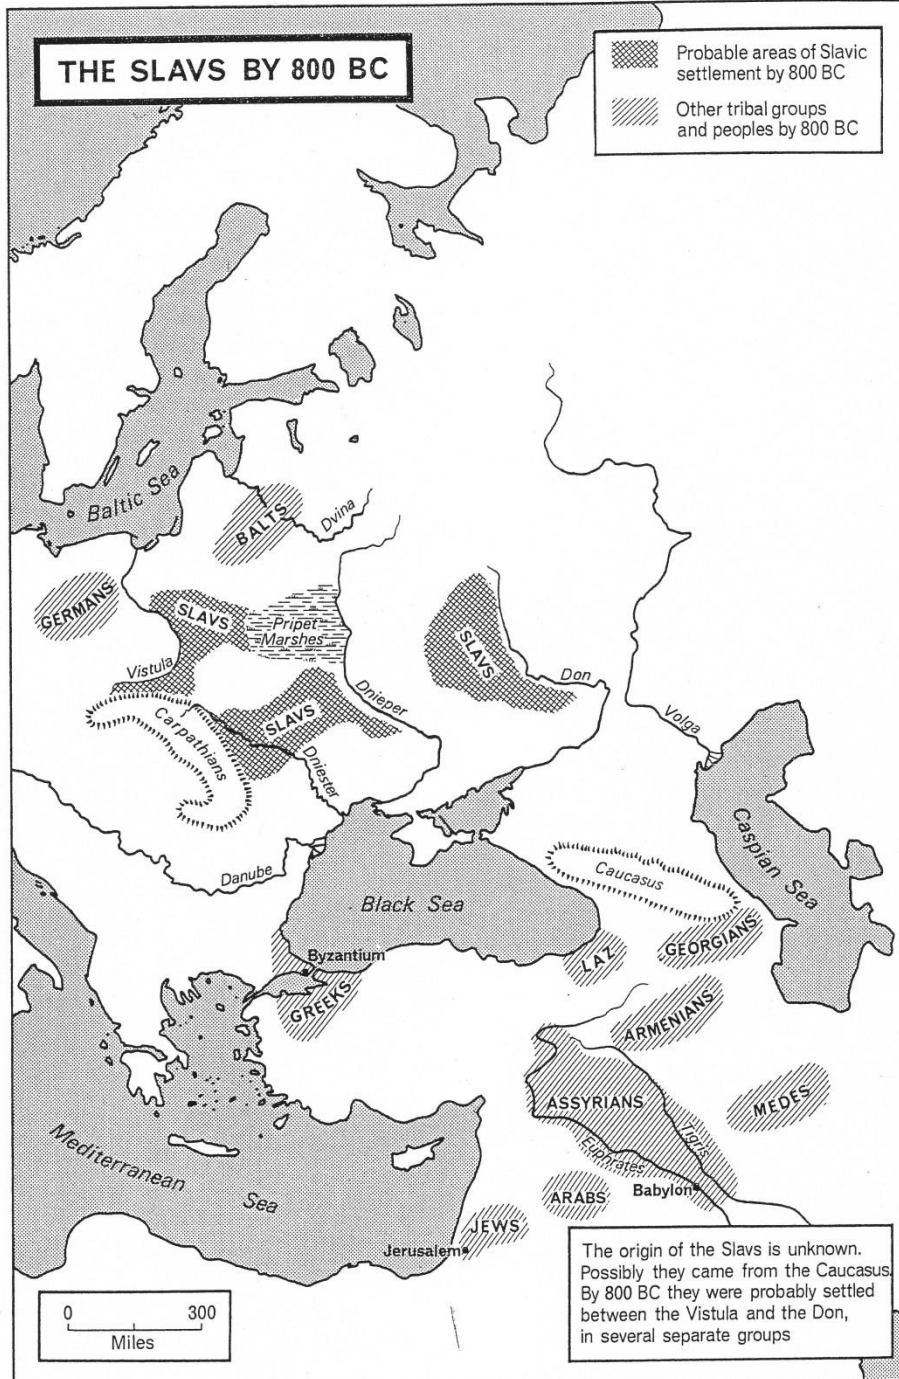 THE SLAVS BY 800 BC
Probable areas of Slavic
settlement by 800 BC
Other tribal groups
and peoples by 800 BC
Baltic Sea
BALTS
Dvina
GERMANS
SLAVS
Pripet
Marshes
SLAVS
Vistula
Don
Dnieper
Carpathians
SLAVS
Volga
Dniester
Caspian Sea
Danube
Caucasus
Black Sea
Byzantium
LAZ
GEORGIANS
GREEKS
ARMENIANS
ASSYRIANS
MEDES
Tigris
Mediterranean
Sea
Euphrates
Babylon
ARABS
JEWS
Jerusalem
The origin of the Slavs is unknown.
Possibly they came from the Caucasus.
By 800 BC they were probably settled
between the Vistula and the Don,
in several separate groups
0 300
Miles